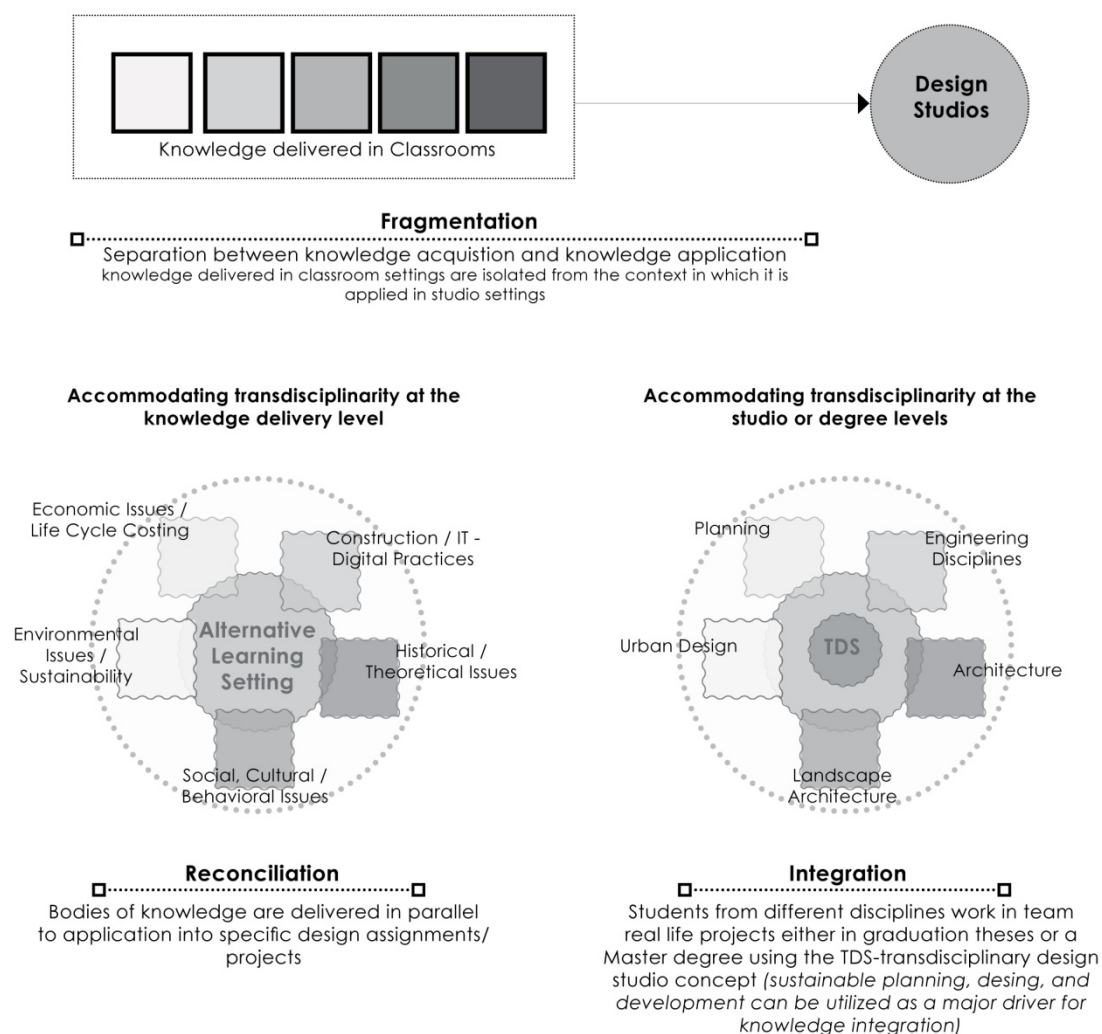 Knowledge delivered in Classrooms
Design
Studios
Fragmentation
Separation between knowledge acquistion and knowledge application
knowledge delivered in classroom settings are isolated from the context in which it is
applied in studio settings
Accommodating transdisciplinarity at the
knowledge delivery level
Economic Issues /
Life Cycle Costing
Construction / IT -
Digital Practices
Environmental
Issues /
Sustainability
Alternative
Learning
Setting
Historical /
Theoretical Issues
Social, Cultural /
Behavioral Issues
Reconciliation
Bodies of knowledge are delivered in parallel
to application into specific design assignments/
projects
Accommodating transdisciplinarity at the
studio or degree levels
Planning
Engineering
Disciplines
Urban Design
TDS
Architecture
Landscape
Architecture
Integration
Students from different disciplines work in team
real life projects either in graduation theses or a
Master degree using the TDS-transdisciplinary design
studio concept (sustainable planning, desing, and
development can be utilized as a major driver for
knowledge integration)